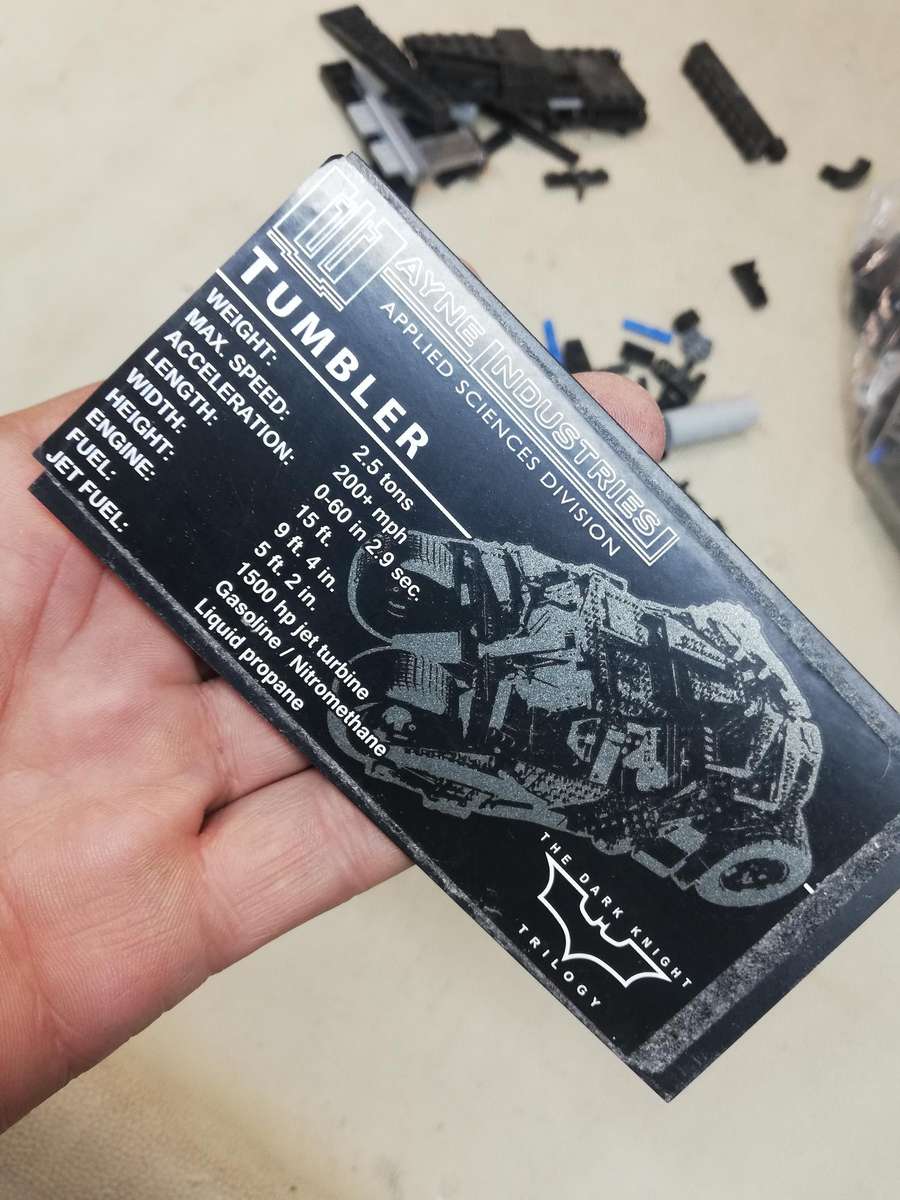 WAYNE INDUSTRIES
APPLIED SCIENCES DIVISION
TUMBLER
WEIGHT: 2.5 tons
MAX. SPEED: 200+ mph
ACCELERATION: 0-60 in 2.9 sec.
LENGTH: 15 ft.
WIDTH: 9 ft. 4 in.
HEIGHT: 5 ft. 2 in.
ENGINE: 1500 hp jet turbine
FUEL: Gasoline / Nitromethane
JET FUEL: Liquid propane
THE DARK KNIGHT
TRILOGY